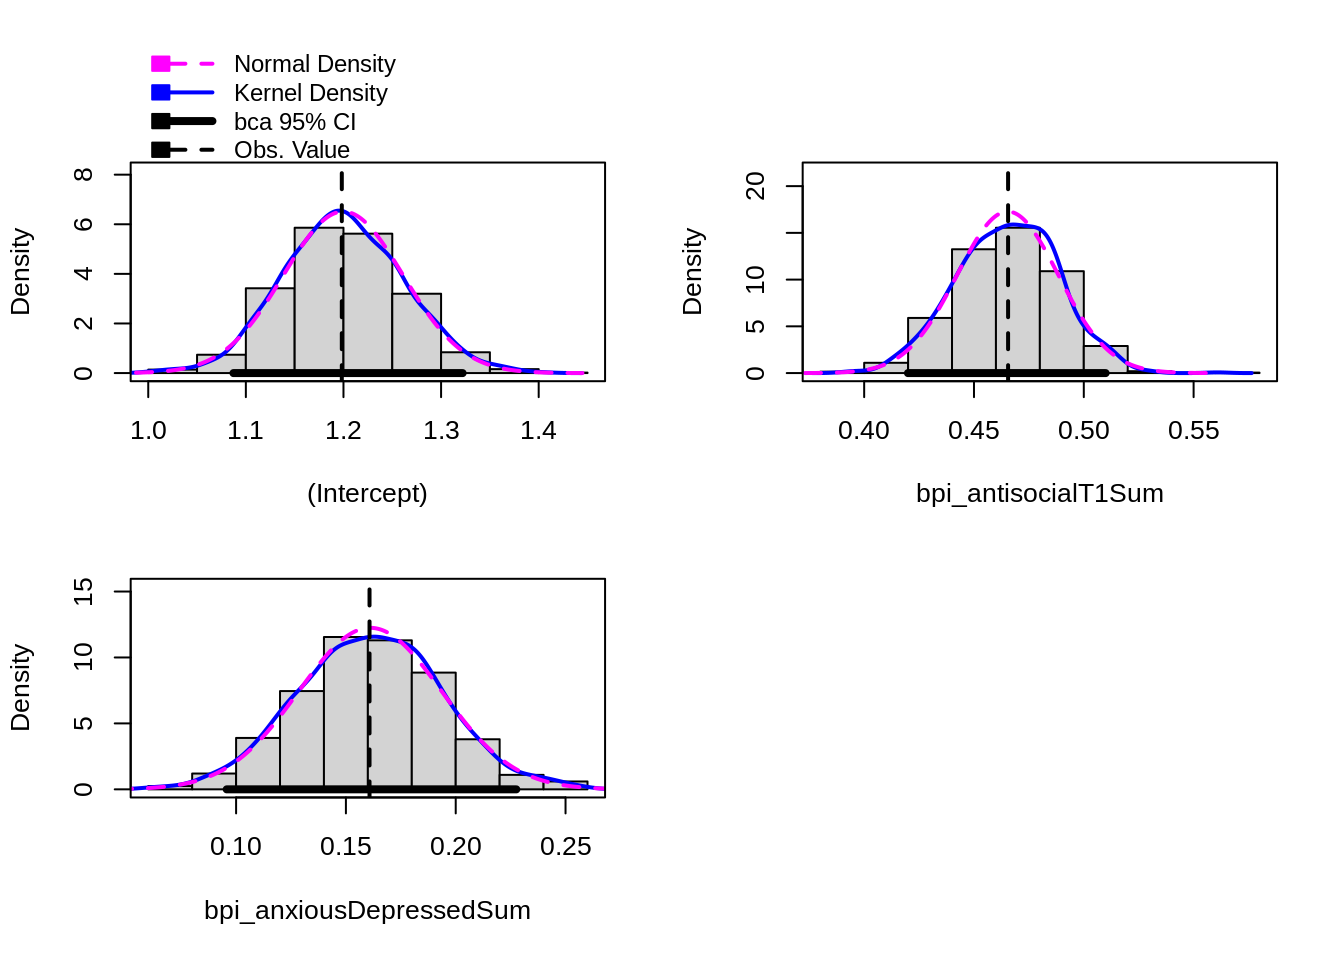 Normal Density
Kernel Density
bca 95% CI
Obs. Value
Density
8
6
4
2
0
1.0 1.1 1.2 1.3 1.4
(Intercept)
Density
20
10
5
0
0.40 0.45 0.50 0.55
bpi_antisocialT1Sum
Density
15
10
5
0
0.10 0.15 0.20 0.25
bpi_anxiousDepressedSum